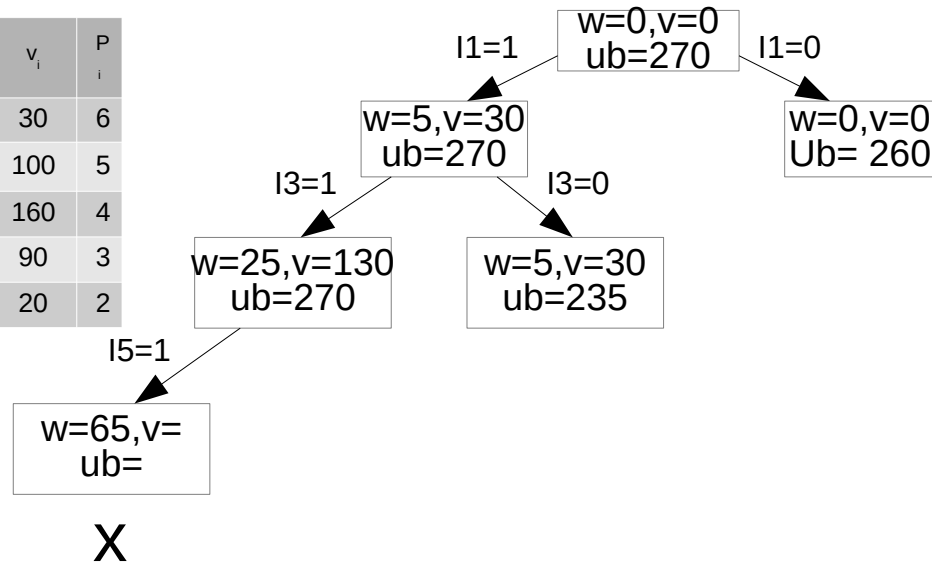 v i P i
30 6
100 5
160 4
90 3
20 2
w=0,v=0
ub=270
I1=1
I1=0
w=5,v=30
ub=270
w=0,v=0
Ub= 260
I3=1
I3=0
w=25,v=130
ub=270
w=5,v=30
ub=235
I5=1
w=65,v=
ub=
X